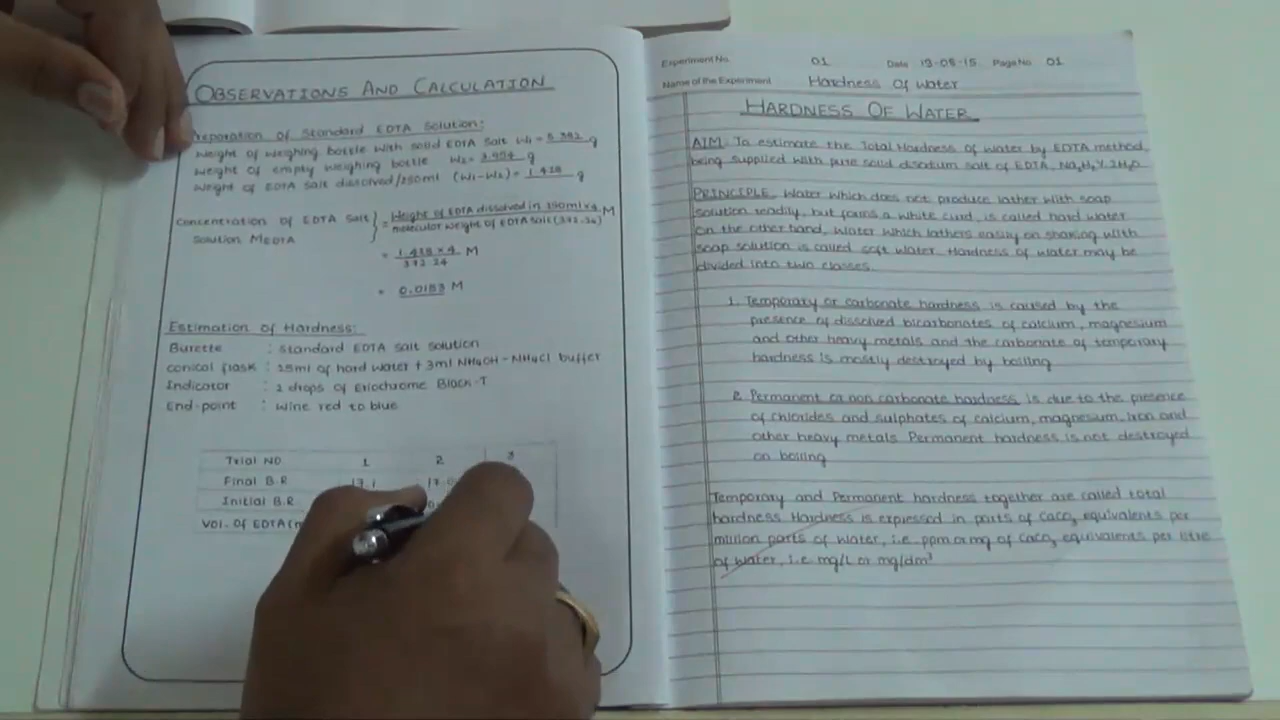 OBSERVATIONS AND CALCULATION
Preparation of Standard EDTA Solution:
Weight of weighing bottle with solid EDTA Salt W₁ = 5.382 g
Weight of empty weighing bottle W₂ = 3.954 g
Weight of EDTA salt dissolved/250ml (W₁-W₂) = 1.428 g
Concentration of EDTA Salt } = Weight of EDTA dissolved in 250ml × 4 M
Solution MEDTA molecular weight of EDTA salt (372.24)
= 1.428 × 4 M
372.24
= 0.0153 M
Estimation of Hardness:
Burette : Standard EDTA salt solution
Conical flask : 25ml of hard water + 3ml NH4OH - NH4Cl buffer
Indicator : 2 drops of Eriochrome Black-T
End-point : wine red to blue
Trial NO 1 2 3
Final B.R 17.1 17.0
Initial B.R
Vol. Of EDTA
Experiment No. 01 Date 19-08-15 Page No 01
Name of the Experiment Hardness Of water
HARDNESS OF WATER
AIM: To estimate the Total Hardness of water by EDTA method,
being supplied with pure solid disodium salt of EDTA, Na₂H₂Y.2H₂O
PRINCIPLE: Water which does not produce lather with soap
solution readily, but forms a white curd, is called hard water
on the other hand, water which lathers easily on shaking with
soap solution is called soft water. Hardness of water may be
divided into two classes.
1. Temporary or carbonate hardness is caused by the
presence of dissolved bicarbonates of calcium, magnesium
and other heavy metals and the carbonate of temporary
hardness is mostly destroyed by boiling
2. Permanent or non carbonate hardness is due to the presence
of chlorides and sulphates of calcium, magnesium, iron and
other heavy metals Permanent hardness is not destroyed
on boiling
Temporary and Permanent hardness together are called total
hardness Hardness is expressed in parts of CaCO₃ equivalents per
million parts of water, i.e ppm or mg of CaCO₃ equivalents per litre
of water, i.e mg/L or mg/dm³